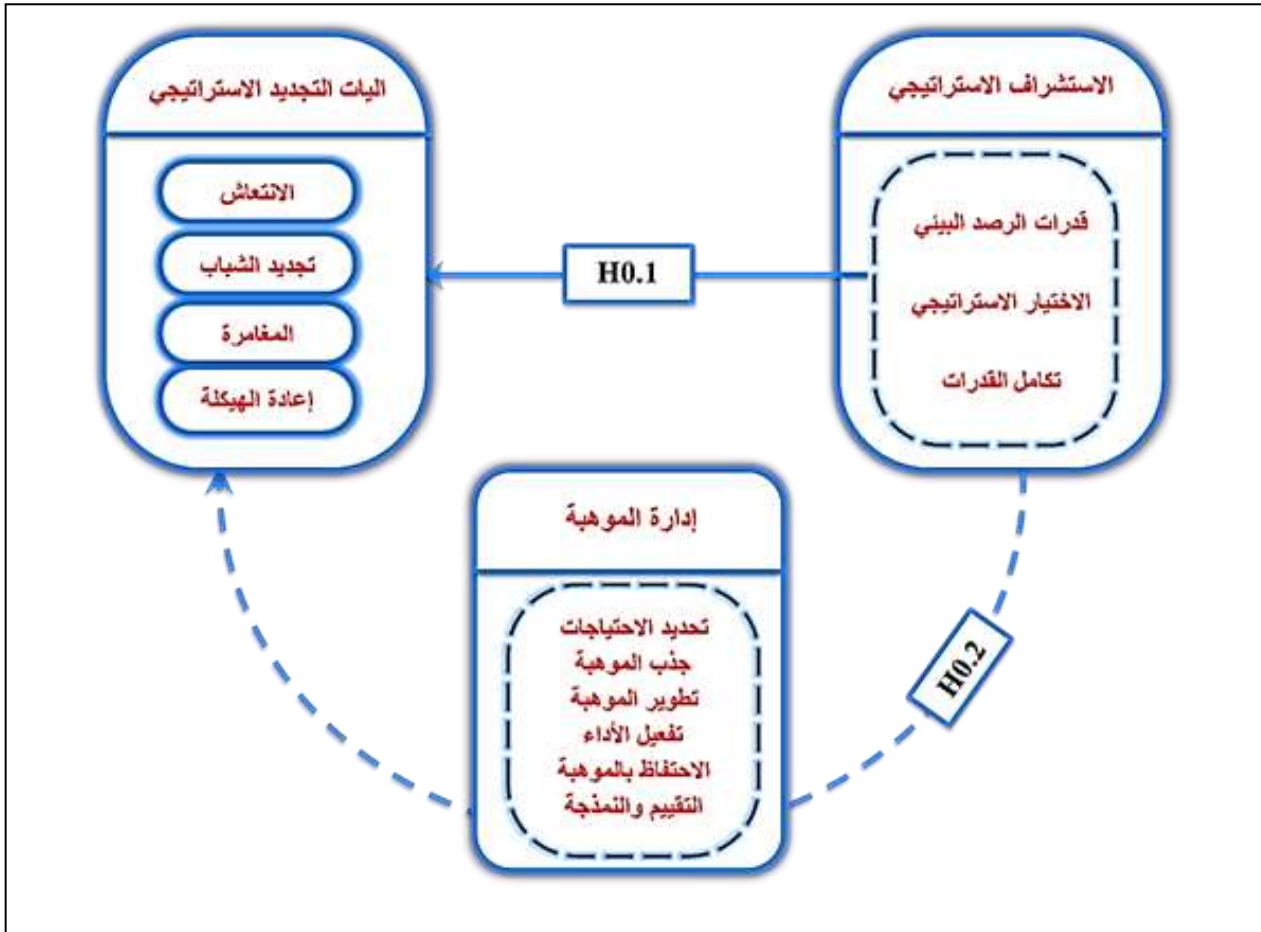 الاستشراف الاستراتيجي
قدرات الرصد البيئي
الاختيار الاستراتيجي
تكامل القدرات
H0.1
اليات التجديد الاستراتيجي
الانتعاش
تجديد الشباب
المغامرة
إعادة الهيكلة
إدارة الموهبة
تحديد الاحتياجات
جذب الموهبة
تطوير الموهبة
تفعيل الأداء
الاحتفاظ بالموهبة
التقييم والنمذجة
H0.2